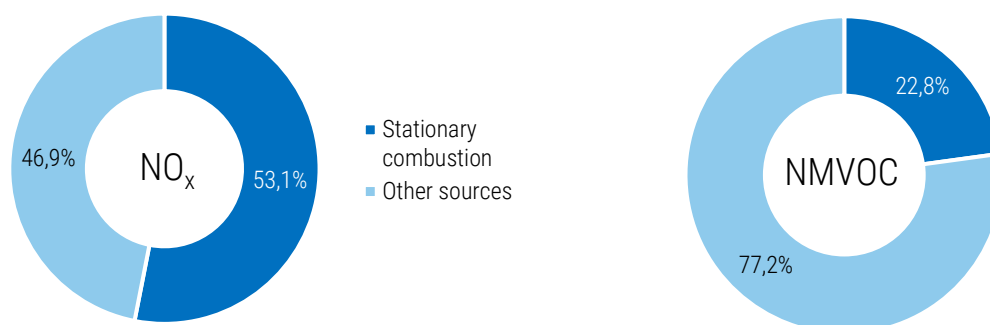 46,9%
NOx
53,1%
Stationary
combustion
Other sources
22,8%
NMVOC
77,2%